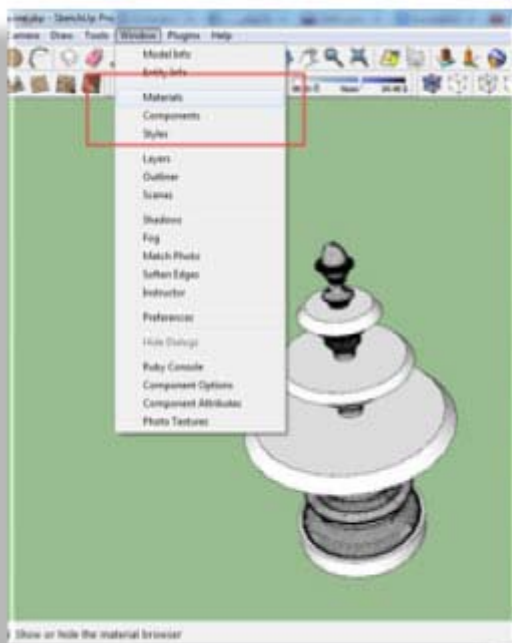 SketchUp Pro
Draw Tools Window Plugins Help
Model Info
Entity Info
Materials
Components
Styles
Layers
Outliner
Scenes
Shadows
Fog
Match Photo
Soften Edges
Instructor
Preferences
Hide Dialogs
Ruby Console
Component Options
Component Attributes
Photo Textures
Show or hide the material browser